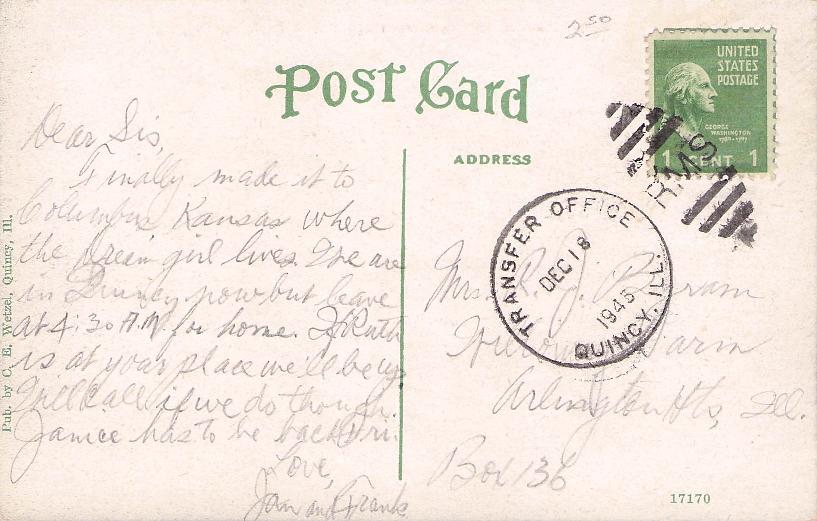 2.50
Post Card
UNITED
STATES
POSTAGE
GEORGE
WASHINGTON
1 CENT 1
RMS
TRANSFER OFFICE
DEC 18
1945
QUINCY, ILL.
ADDRESS
Dear Sis,
Finally made it to
Columbus Kansas where
the dream girl lives. We are
in Quincy now, but leave
at 4:30 A.M. for home. If Ruth
is at your place we'll be up.
I'll call if we do though.
Janice has to be back Fri.
Love,
and Frank
Mrs. R. J.
Farm
Arlington Hts, Ill.
Box 136
Pub. by C. E. Wetzel, Quincy, Ill.
17170